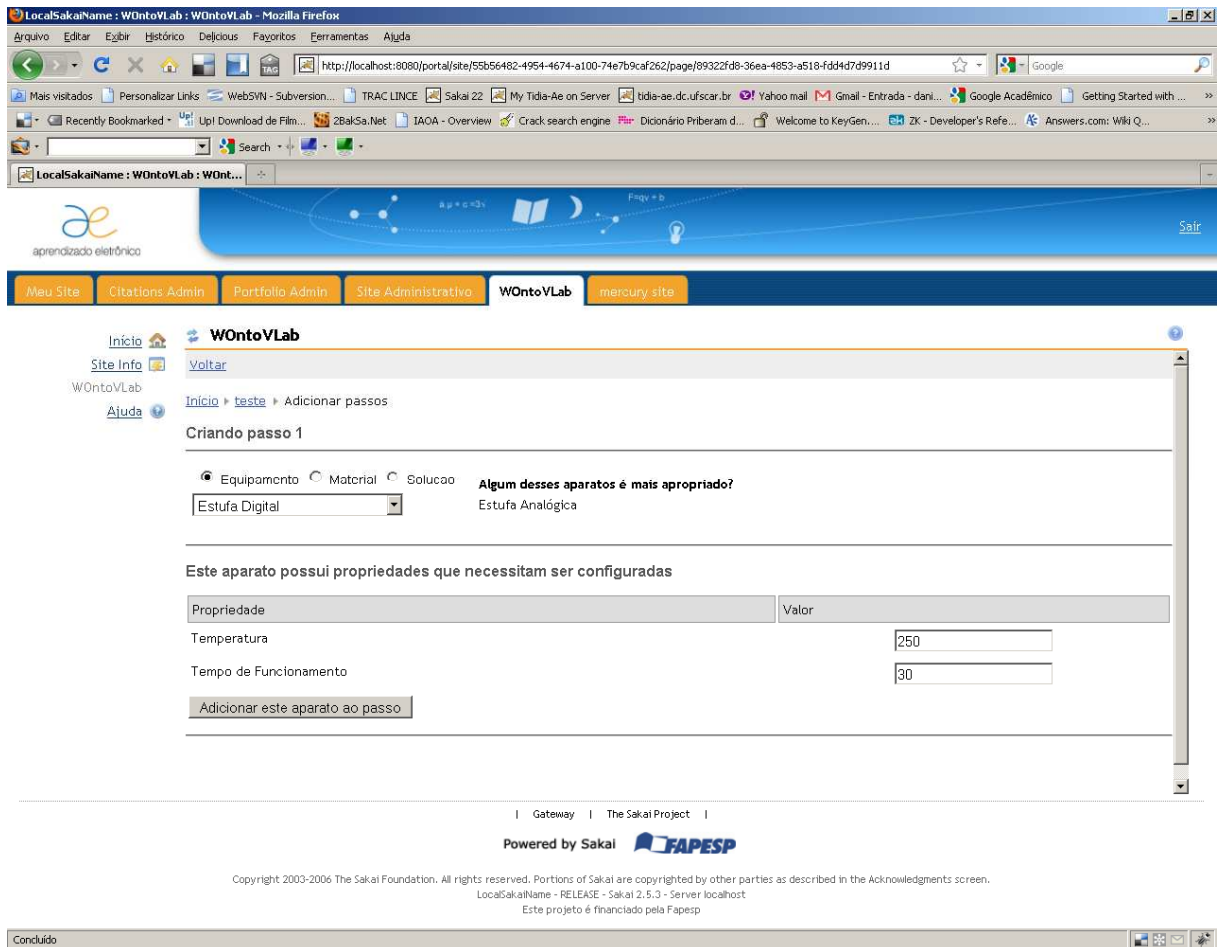 LocalSakaiName : WOntoVLab : WOntoVLab - Mozilla Firefox
Arquivo Editar Exibir Histórico Delicious Favoritos Ferramentas Ajuda
TAG http://localhost:8080/portal/site/55b56482-4954-4674-a100-74e7b9caf262/page/89322fd8-36ea-4853-a518-fdd4d7d9911d Google
Mais visitados Personalizar Links WebSVN - Subversion... TRAC LINCE Sakai 22 My Tidia-Ae on Server tidia-ae.dc.ufscar.br Yahoo mail Gmail - Entrada - dani... Google Acadêmico Getting Started with ... »
Recently Bookmarked Up! Up! Download de Film... 2BakSa.Net IAOA - Overview Crack search engine Dicionário Priberam d... Welcome to KeyGen.... ZK - Developer's Refe... Answers.com: Wiki Q... »
Search
LocalSakaiName : WOntoVLab : WOnt...
ae
aprendizado eletrônico
Sair
Meu Site Citations Admin Portfolio Admin Site Administrativo WOntoVLab mercury site
Início
Site Info
WOntoVLab
Ajuda
WOntoVLab
Voltar
Início teste Adicionar passos
Criando passo 1
Equipamento Material Solucao
Estufa Digital
Algum desses aparatos é mais apropriado?
Estufa Analógica
Este aparato possui propriedades que necessitam ser configuradas
Propriedade Valor
Temperatura 250
Tempo de Funcionamento 30
Adicionar este aparato ao passo
| Gateway | The Sakai Project |
Powered by Sakai FAPESP
Copyright 2003-2006 The Sakai Foundation. All rights reserved. Portions of Sakai are copyrighted by other parties as described in the Acknowledgments screen.
LocalSakaiName - RELEASE - Sakai 2.5.3 - Server localhost
Este projeto é financiado pela Fapesp
Concluído